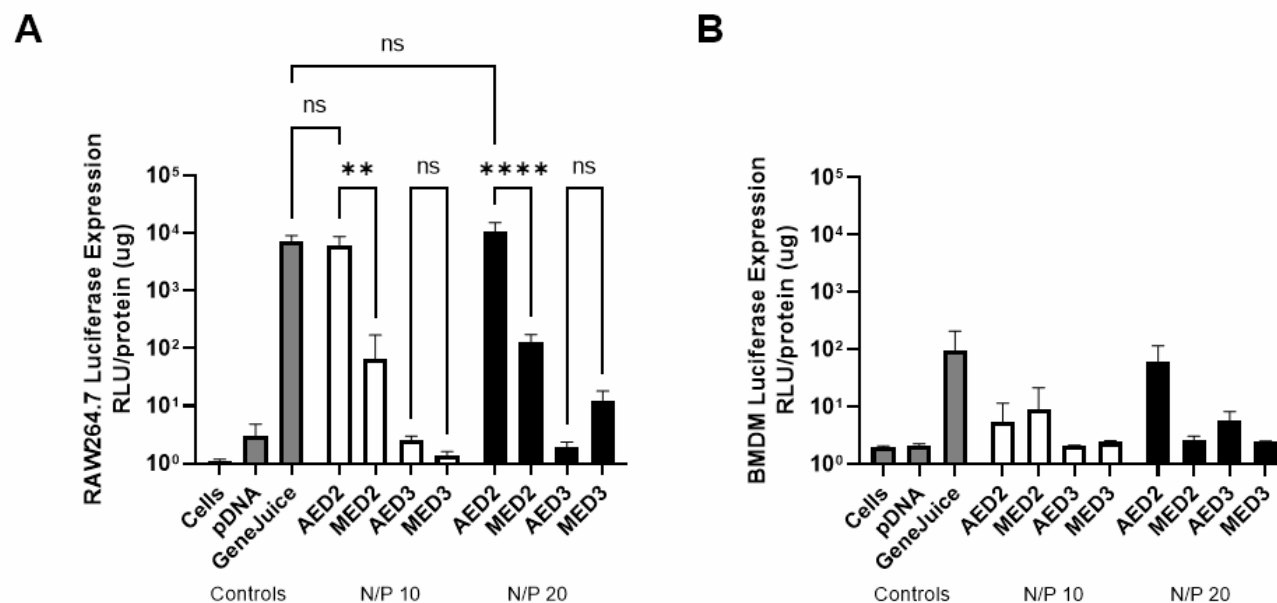 A
ns
ns
**
ns
****
ns
RAW264.7 Luciferase Expression
RLU/protein (ug)
10⁵
10⁴
10³
10²
10¹
10⁰
Cells
pDNA
GeneJuice
AED2
MED2
AED3
MED3
AED2
MED2
AED3
MED3
Controls
N/P 10
N/P 20
B
BMDM Luciferase Expression
RLU/protein (ug)
10⁵
10⁴
10³
10²
10¹
10⁰
Cells
pDNA
GeneJuice
AED2
MED2
AED3
MED3
AED2
MED2
AED3
MED3
Controls
N/P 10
N/P 20